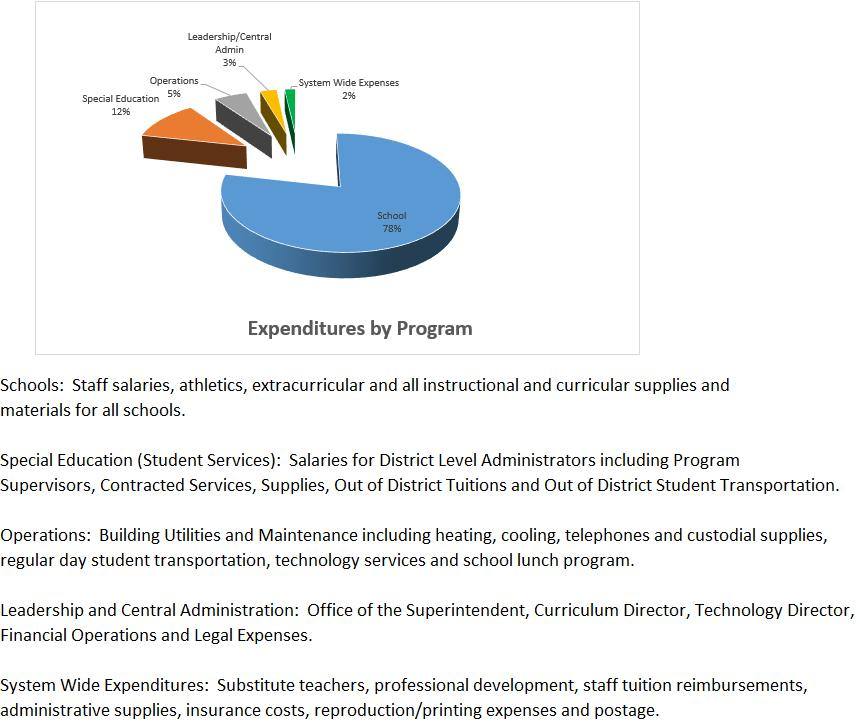 Leadership/Central
Admin
3%
Operations
5%
System Wide Expenses
2%
Special Education
12%
School
78%
Expenditures by Program
Schools:  Staff salaries, athletics, extracurricular and all instructional and curricular supplies and
materials for all schools.
Special Education (Student Services):  Salaries for District Level Administrators including Program
Supervisors, Contracted Services, Supplies, Out of District Tuitions and Out of District Student Transportation.
Operations:  Building Utilities and Maintenance including heating, cooling, telephones and custodial supplies,
regular day student transportation, technology services and school lunch program.
Leadership and Central Administration:  Office of the Superintendent, Curriculum Director, Technology Director,
Financial Operations and Legal Expenses.
System Wide Expenditures:  Substitute teachers, professional development, staff tuition reimbursements,
administrative supplies, insurance costs, reproduction/printing expenses and postage.